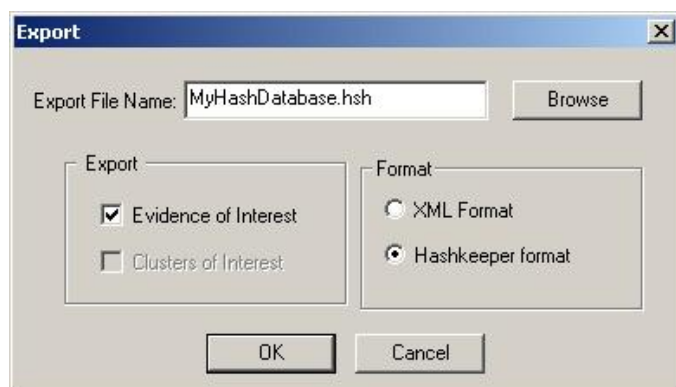 Export
Export File Name: MyHashDatabase.hsh Browse
Export
Evidence of Interest
Clusters of Interest
Format
XML Format
Hashkeeper format
OK Cancel